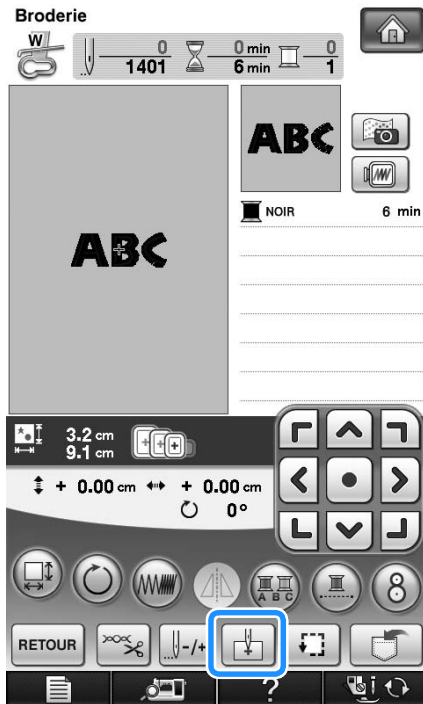 Broderie
W
0 0 min 0
1401 6 min 1
ABC
NOIR 6 min
ABC
3.2 cm
9.1 cm
+ 0.00 cm + 0.00 cm
0°
A B C
8
RETOUR
-/+
?